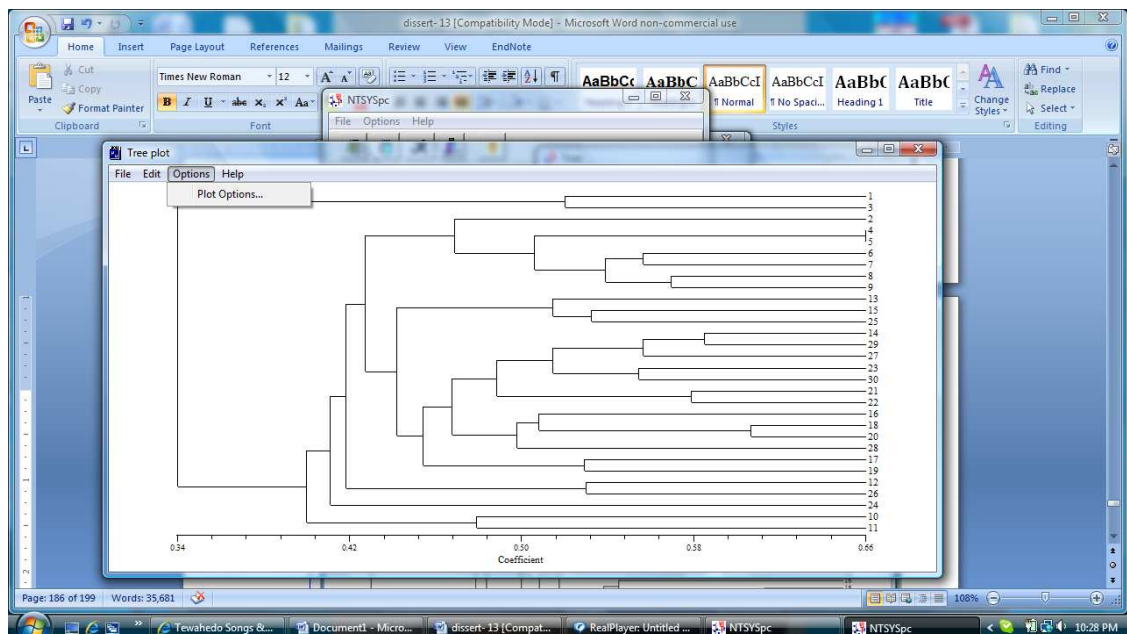 dissert- 13 [Compatibility Mode] - Microsoft Word non-commercial use
Home Insert Page Layout References Mailings Review View EndNote
Cut
Copy
Format Painter
Paste
Clipboard
Times New Roman 12
Font
AaBbCc AaBbC AaBbCcI AaBbCcI AaBb( AaBb(
¶ Normal ¶ No Spaci... Heading 1 Title
Change Styles
Styles
Find
Replace
Select
Editing
NTSYSpc
File Options Help
Tree plot
File Edit Options Help
Plot Options...
1
3
2
4
5
6
7
8
9
13
15
25
14
29
27
23
30
21
22
16
18
20
28
17
19
12
26
24
10
11
0.34 0.42 0.50 0.58 0.66
Coefficient
Page: 186 of 199 Words: 35,681 108%
Tewahedo Songs &... Document1 - Micro... dissert- 13 [Compat... RealPlayer: Untitled ... NTSYSpc NTSYSpc 10:28 PM